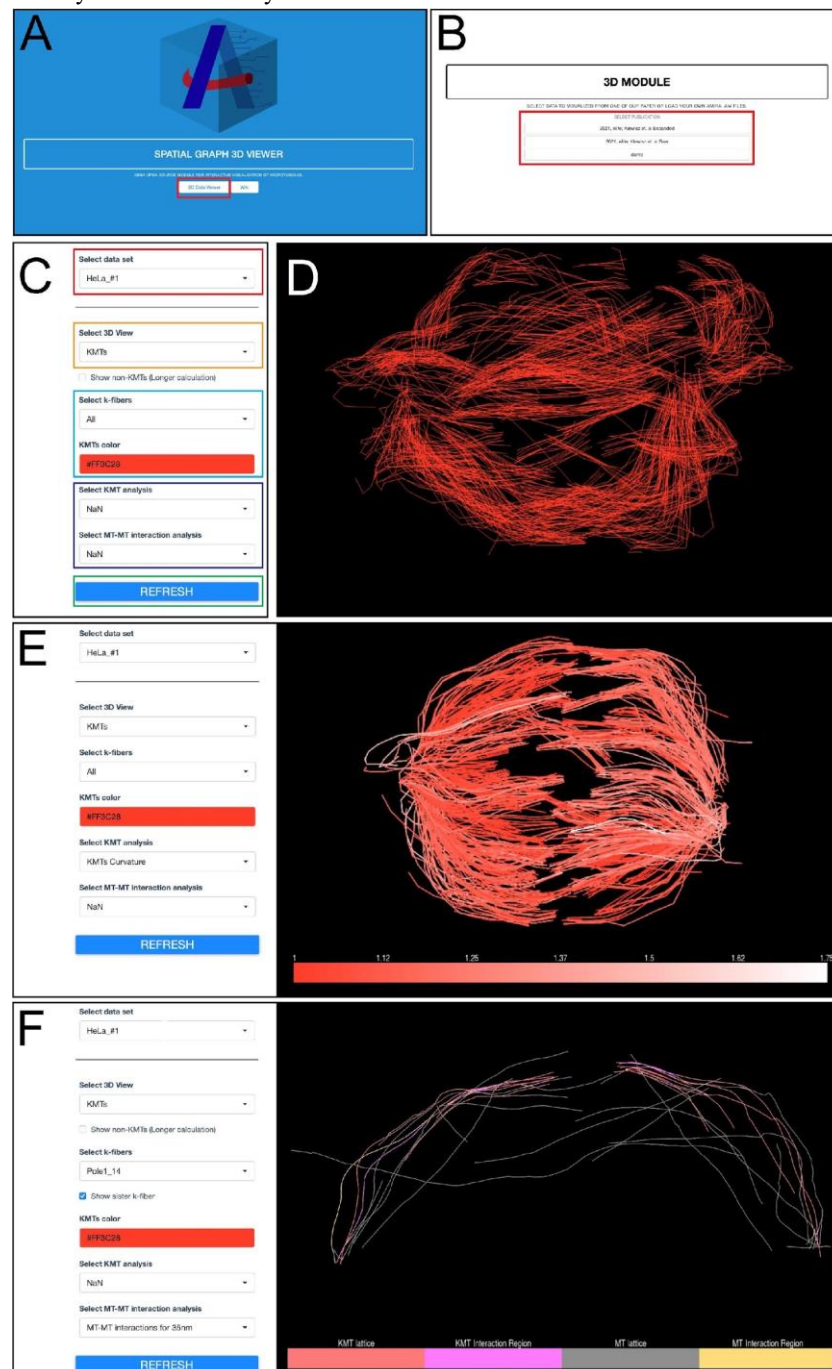 A
SPATIAL GRAPH 3D VIEWER
3D Data Viewer
B
3D MODULE
SELECT PUBLICATION
demo
C
Select data set
HeLa_#1
Select 3D View
KMTs
Show non-KMTs (Longer calculation)
Select k-fibers
All
KMTs color
#FF3C28
Select KMT analysis
NaN
Select MT-MT interaction analysis
NaN
REFRESH
D
E
Select data set
HeLa_#1
Select 3D View
KMTs
Select k-fibers
All
KMTs color
#FF3C28
Select KMT analysis
KMTs Curvature
Select MT-MT interaction analysis
NaN
REFRESH
1 1.12 1.25 1.37 1.5 1.62 1.75
F
Select data set
HeLa_#1
Select 3D View
KMTs
Show non-KMTs (Longer calculation)
Select k-fibers
Pole1_14
Show sister k-fiber
KMTs color
#FF3C28
Select KMT analysis
NaN
Select MT-MT interaction analysis
MT-MT interactions for 35nm
REFRESH
KMT lattice KMT Interaction Region MT lattice MT Interaction Region